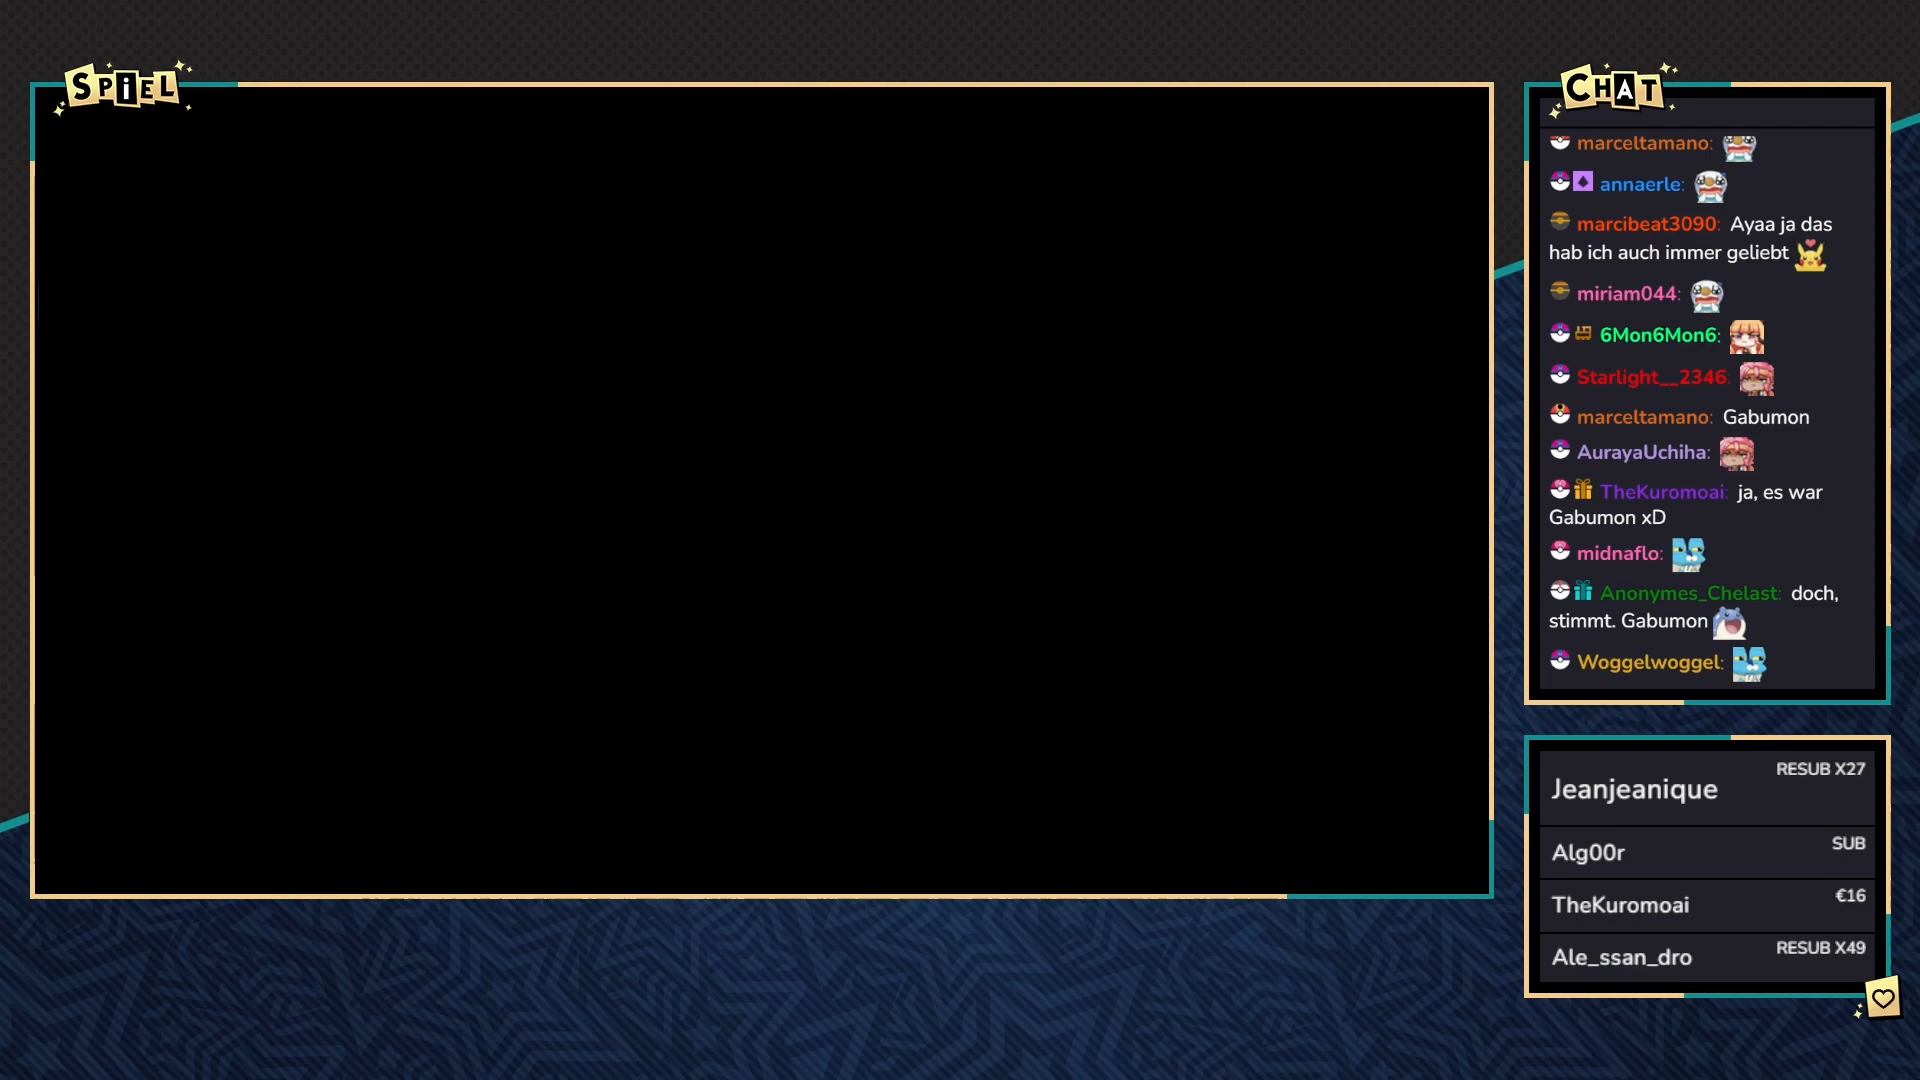 SPiEL
CHAT
marceltamano:
annaerle:
marcibeat3090: Ayaa ja das
hab ich auch immer geliebt
miriam044:
6Mon6Mon6:
Starlight__2346:
marceltamano: Gabumon
AurayaUchiha:
TheKuromoai: ja, es war
Gabumon xD
midnaflo:
Anonymes_Chelast: doch,
stimmt. Gabumon
Woggelwoggel:
RESUB X27
Jeanjeanique
SUB
Alg00r
€16
TheKuromoai
RESUB X49
Ale_ssan_dro